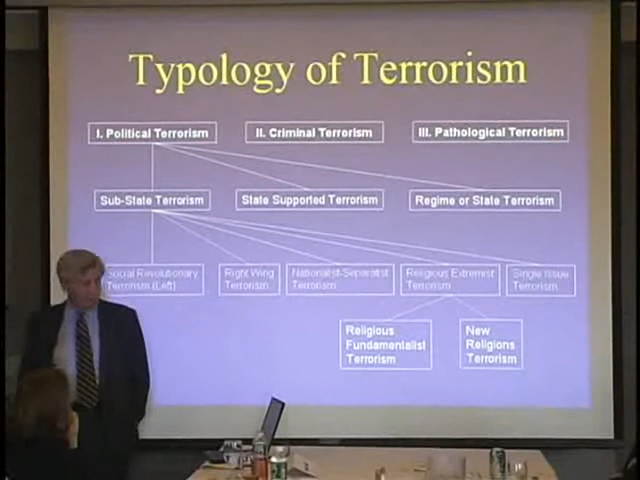 Typology of Terrorism
I. Political Terrorism
II. Criminal Terrorism
III. Pathological Terrorism
Sub-State Terrorism
State Supported Terrorism
Regime or State Terrorism
Social Revolutionary
Terrorism (Left)
Right Wing
Terrorism
Nationalist-Separatist
Terrorism
Religious Extremist
Terrorism
Single Issue
Terrorism
Religious
Fundamentalist
Terrorism
New
Religions
Terrorism